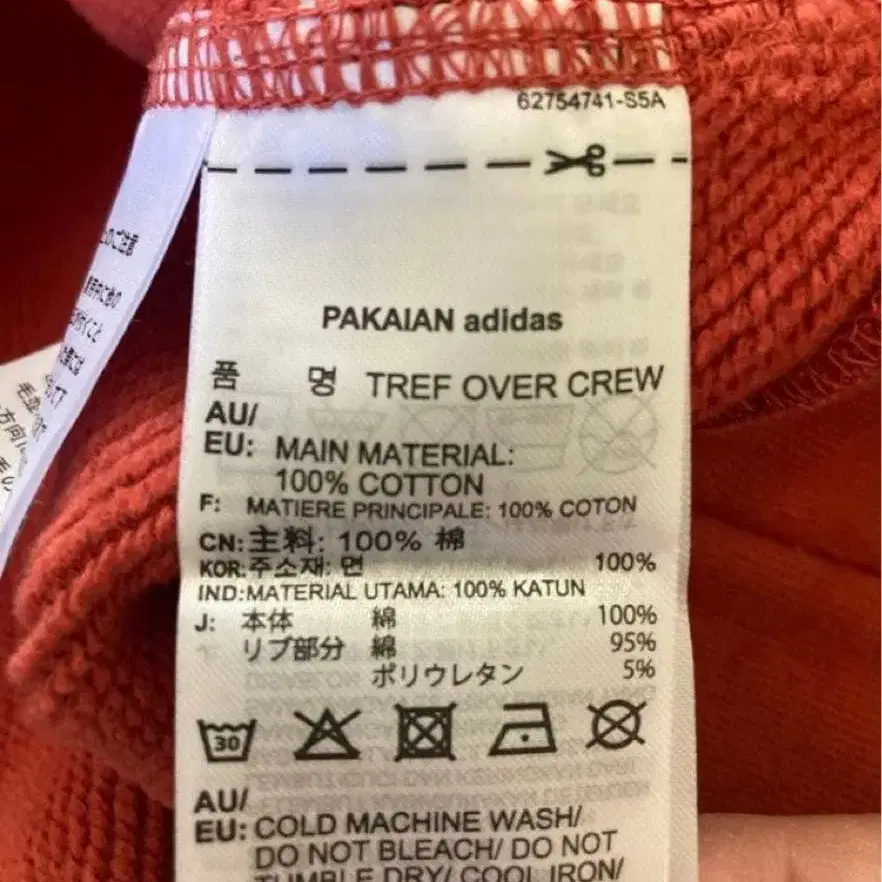 62754741-S5A
PAKAIAN adidas
品 명 TREF OVER CREW
AU/
EU: MAIN MATERIAL:
100% COTTON
F: MATIERE PRINCIPALE: 100% COTON
CN: 主料: 100% 棉
KOR: 주소재: 면 100%
IND: MATERIAL UTAMA: 100% KATUN
J: 本体 綿 100%
リブ部分 綿 95%
ポリウレタン 5%
30
AU/
EU: COLD MACHINE WASH/
DO NOT BLEACH/ DO NOT
TUMBLE DRY/ COOL IRON/